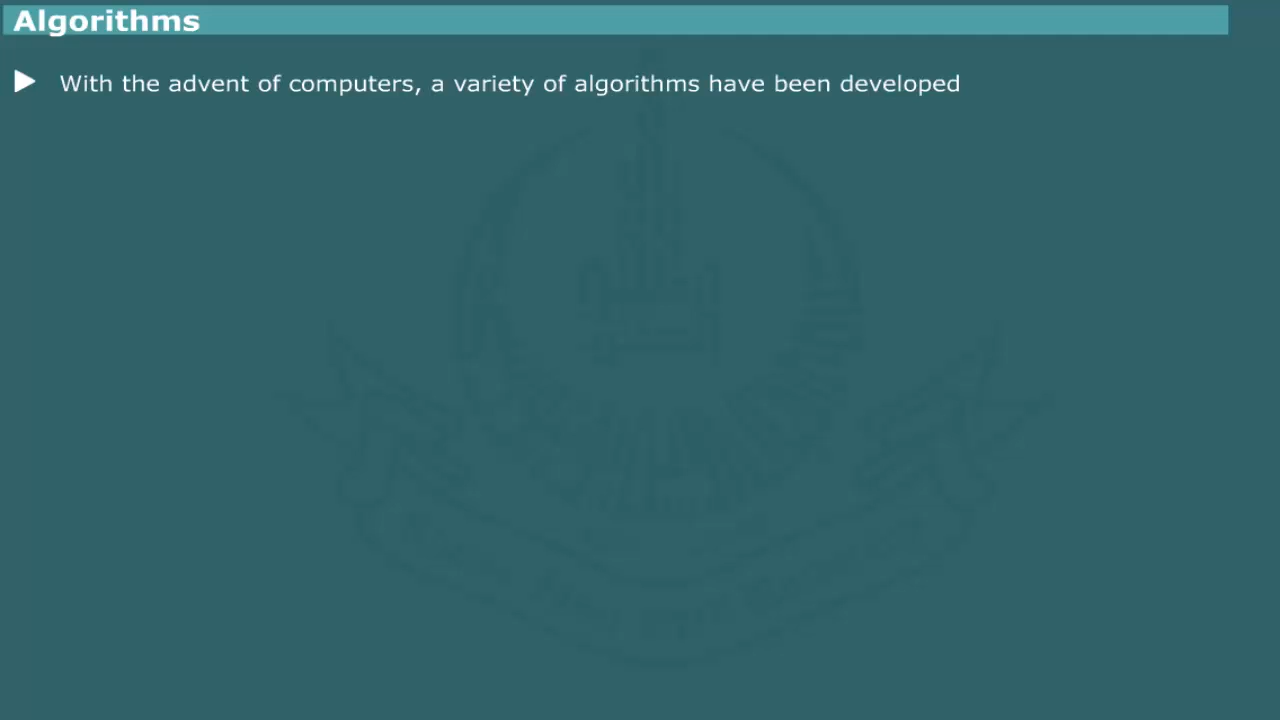 Algorithms
With the advent of computers, a variety of algorithms have been developed